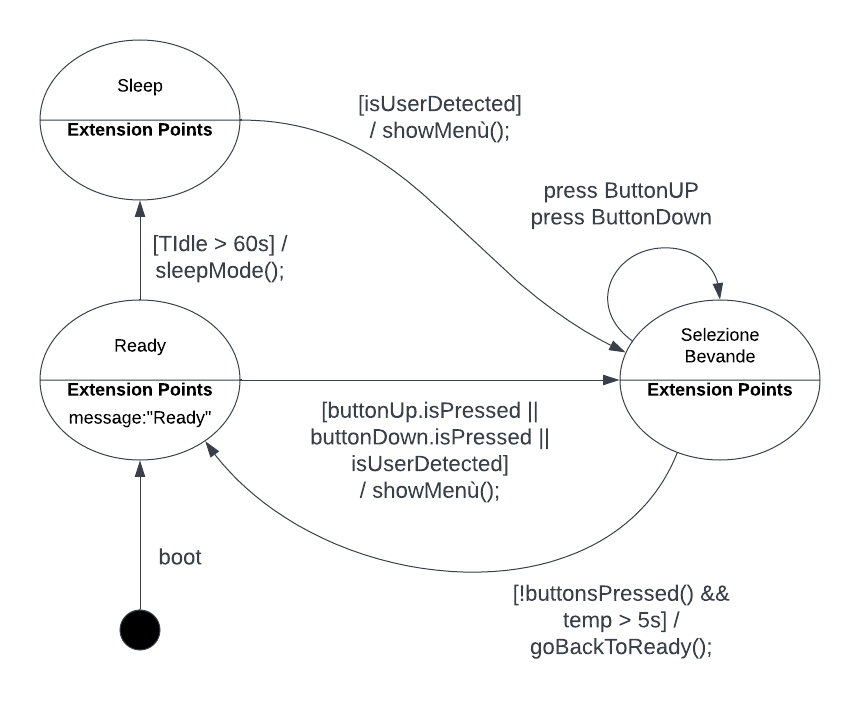 Sleep
Extension Points
[isUserDetected]
/ showMenù();
press ButtonUP
press ButtonDown
[TIdle > 60s] /
sleepMode();
Ready
Extension Points
message:"Ready"
Selezione
Bevande
Extension Points
[buttonUp.isPressed ||
buttonDown.isPressed ||
isUserDetected]
/ showMenù();
boot
[!buttonsPressed() &&
temp > 5s] /
goBackToReady();